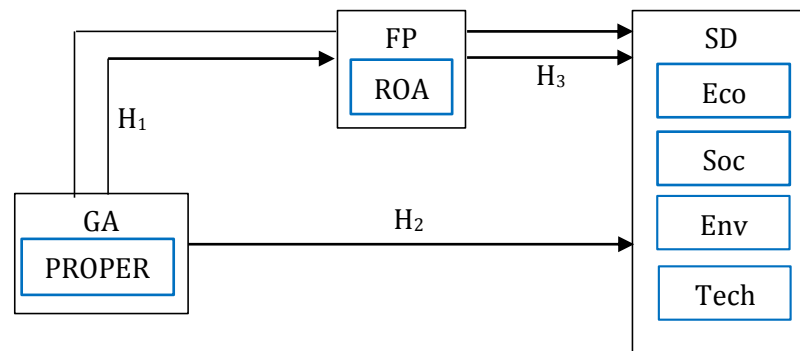 FP
ROA
SD
Eco
Soc
Env
Tech
H₃
H₁
GA
PROPER
H₂